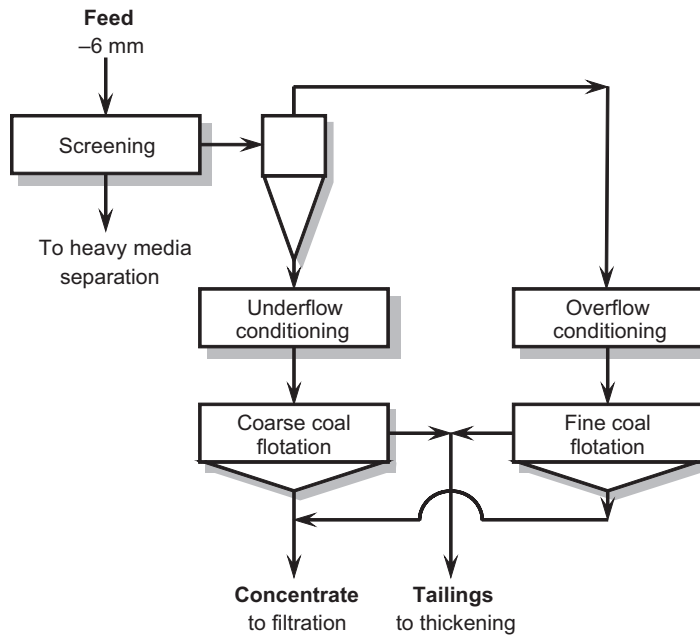 Feed
–6 mm
Screening
To heavy media
separation
Underflow
conditioning
Overflow
conditioning
Coarse coal
flotation
Fine coal
flotation
Concentrate
to filtration
Tailings
to thickening